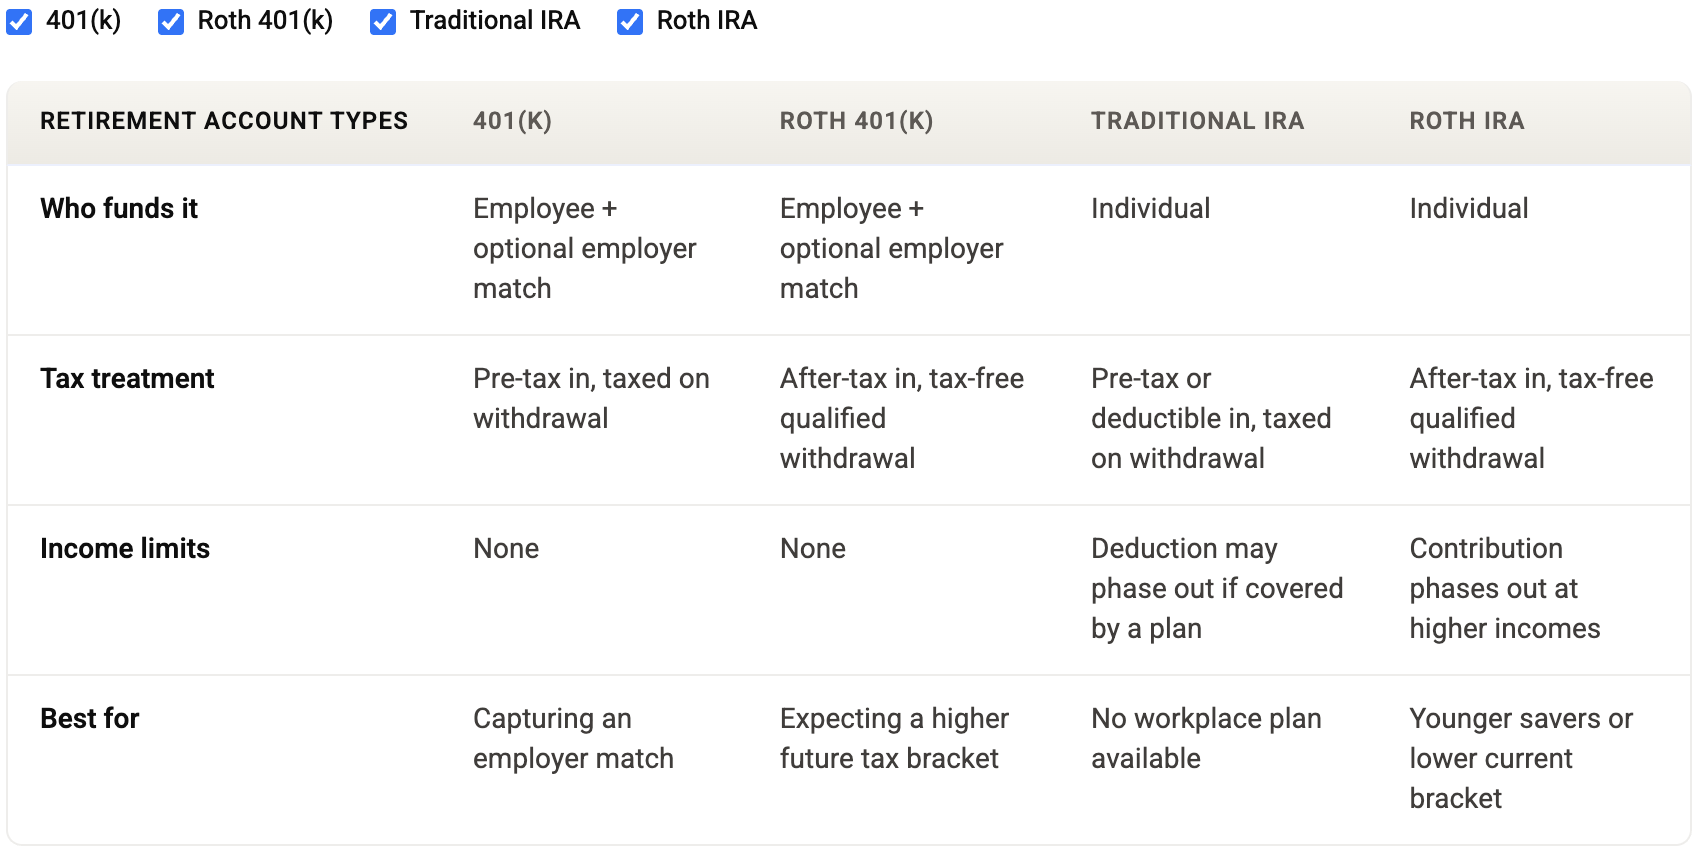 401(k) Roth 401(k) Traditional IRA Roth IRA
RETIREMENT ACCOUNT TYPES 401(K) ROTH 401(K) TRADITIONAL IRA ROTH IRA
Who funds it
Employee +
optional employer
match
Employee +
optional employer
match
Individual
Individual
Tax treatment
Pre-tax in, taxed on
withdrawal
After-tax in, tax-free
qualified
withdrawal
Pre-tax or
deductible in, taxed
on withdrawal
After-tax in, tax-free
qualified
withdrawal
Income limits
None
None
Deduction may
phase out if covered
by a plan
Contribution
phases out at
higher incomes
Best for
Capturing an
employer match
Expecting a higher
future tax bracket
No workplace plan
available
Younger savers or
lower current
bracket